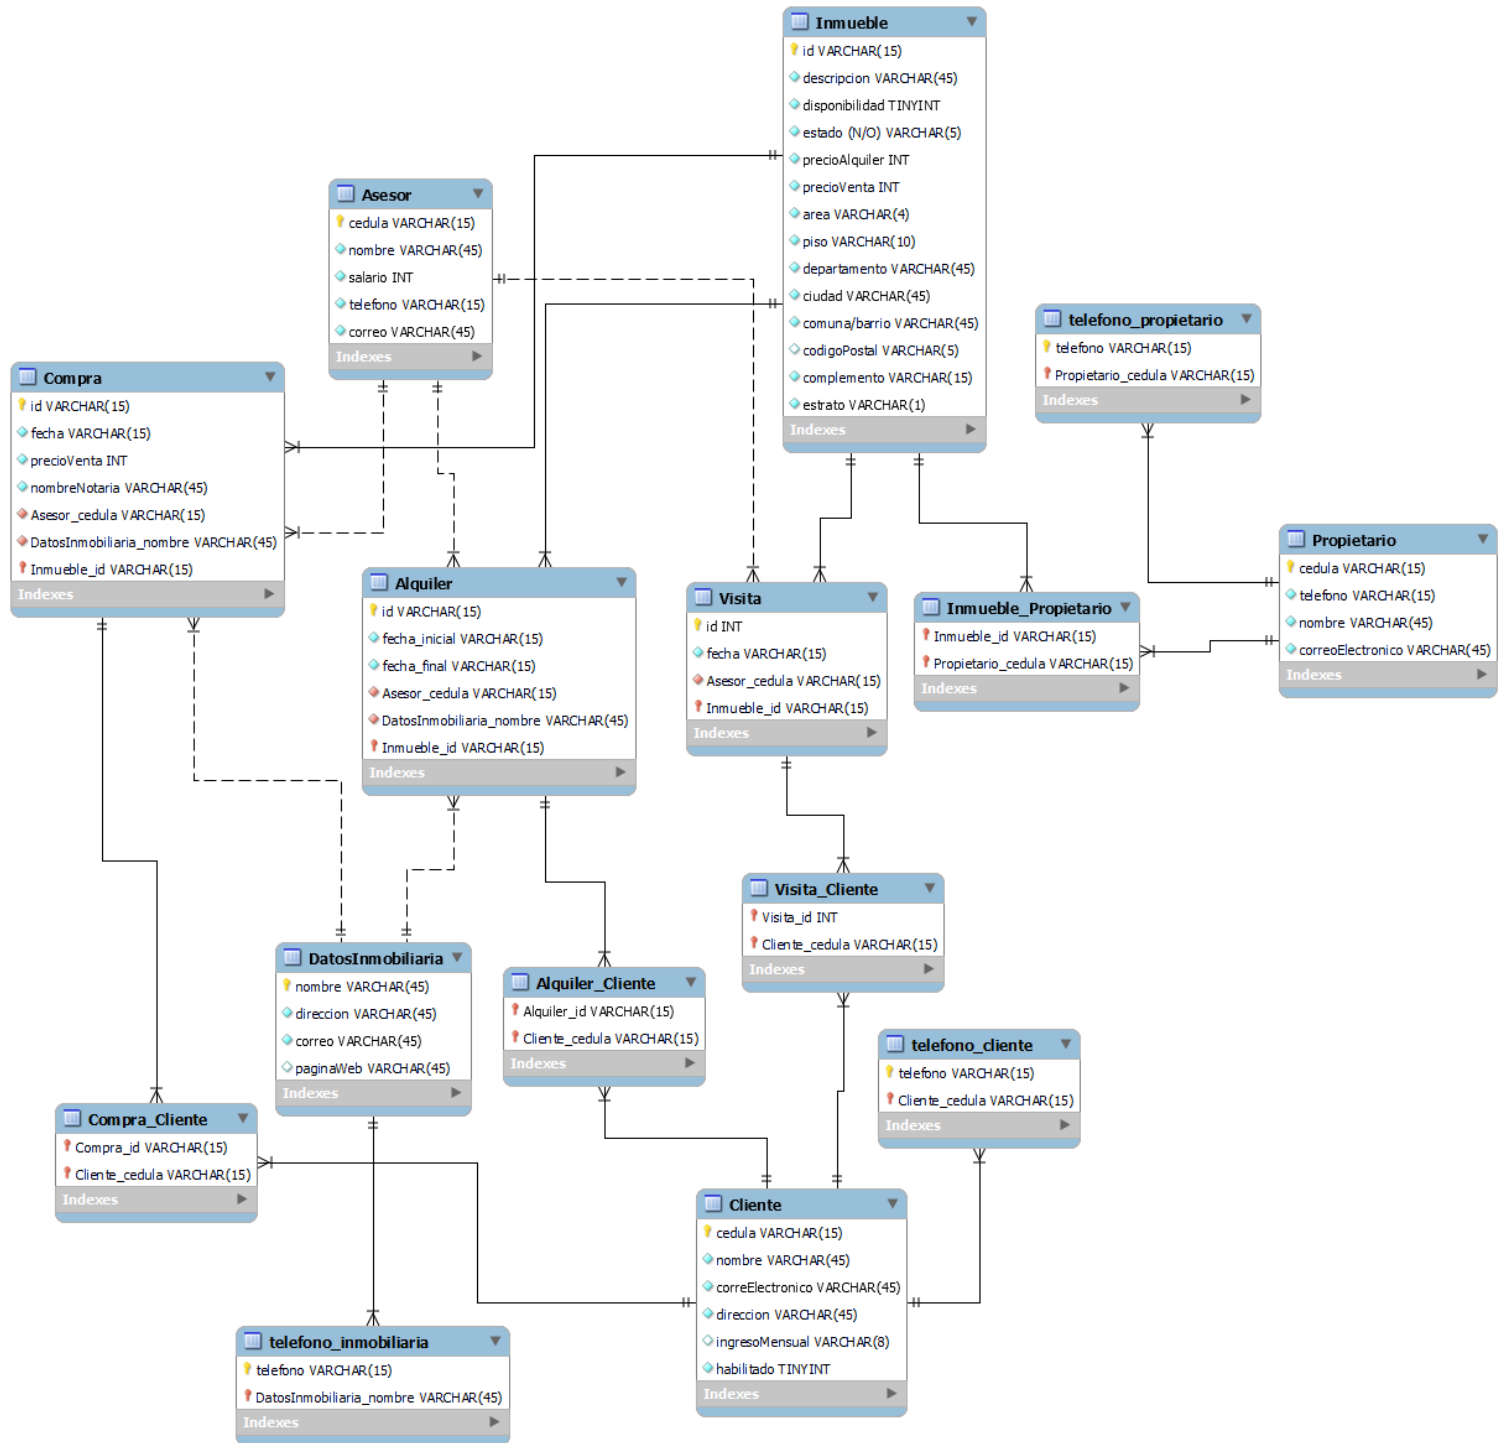 Inmueble
id VARCHAR(15)
descripcion VARCHAR(45)
disponibilidad TINYINT
estado (N/O) VARCHAR(5)
precioAlquiler INT
precioVenta INT
area VARCHAR(4)
piso VARCHAR(10)
departamento VARCHAR(45)
ciudad VARCHAR(45)
comuna/barrio VARCHAR(45)
codigoPostal VARCHAR(5)
complemento VARCHAR(15)
estrato VARCHAR(1)
Indexes
Asesor
cedula VARCHAR(15)
nombre VARCHAR(45)
salario INT
telefono VARCHAR(15)
correo VARCHAR(45)
Indexes
telefono_propietario
telefono VARCHAR(15)
Propietario_cedula VARCHAR(15)
Indexes
Compra
id VARCHAR(15)
fecha VARCHAR(15)
precioVenta INT
nombreNotaria VARCHAR(45)
Asesor_cedula VARCHAR(15)
DatosInmobiliaria_nombre VARCHAR(45)
Inmueble_id VARCHAR(15)
Indexes
Propietario
cedula VARCHAR(15)
telefono VARCHAR(15)
nombre VARCHAR(45)
correoElectronico VARCHAR(45)
Indexes
Alquiler
id VARCHAR(15)
fecha_inicial VARCHAR(15)
fecha_final VARCHAR(15)
Asesor_cedula VARCHAR(15)
DatosInmobiliaria_nombre VARCHAR(45)
Inmueble_id VARCHAR(15)
Indexes
Visita
id INT
fecha VARCHAR(15)
Asesor_cedula VARCHAR(15)
Inmueble_id VARCHAR(15)
Indexes
Inmueble_Propietario
Inmueble_id VARCHAR(15)
Propietario_cedula VARCHAR(15)
Indexes
Visita_Cliente
Visita_id INT
Cliente_cedula VARCHAR(15)
Indexes
DatosInmobiliaria
nombre VARCHAR(45)
direccion VARCHAR(45)
correo VARCHAR(45)
paginaWeb VARCHAR(45)
Indexes
Alquiler_Cliente
Alquiler_id VARCHAR(15)
Cliente_cedula VARCHAR(15)
Indexes
telefono_cliente
telefono VARCHAR(15)
Cliente_cedula VARCHAR(15)
Indexes
Compra_Cliente
Compra_id VARCHAR(15)
Cliente_cedula VARCHAR(15)
Indexes
Cliente
cedula VARCHAR(15)
nombre VARCHAR(45)
correElectronico VARCHAR(45)
direccion VARCHAR(45)
ingresoMensual VARCHAR(8)
habilitado TINYINT
Indexes
telefono_inmobiliaria
telefono VARCHAR(15)
DatosInmobiliaria_nombre VARCHAR(45)
Indexes